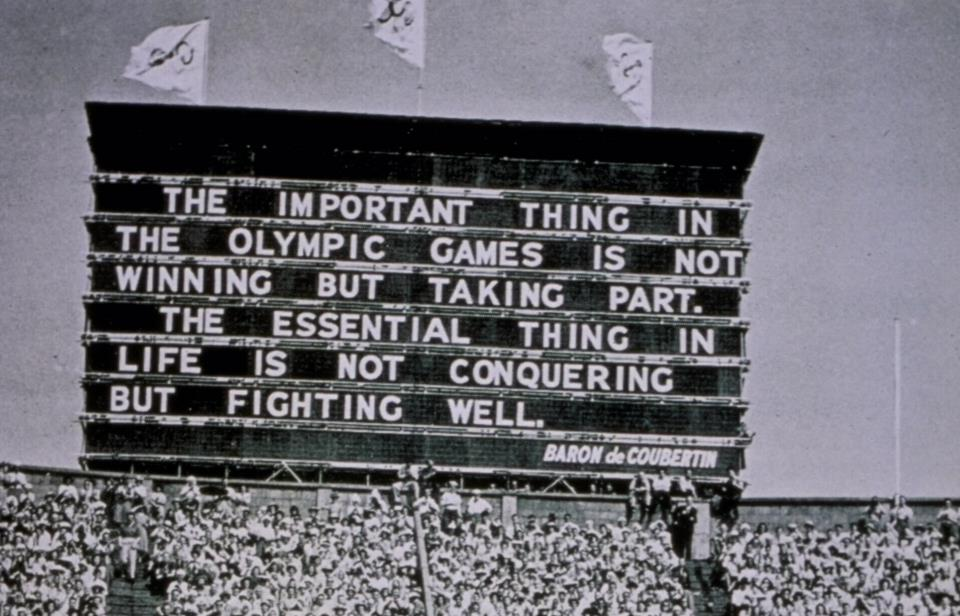 THE IMPORTANT THING IN
THE OLYMPIC GAMES IS NOT
WINNING BUT TAKING PART.
THE ESSENTIAL THING IN
LIFE IS NOT CONQUERING
BUT FIGHTING WELL.
BARON de COUBERTIN